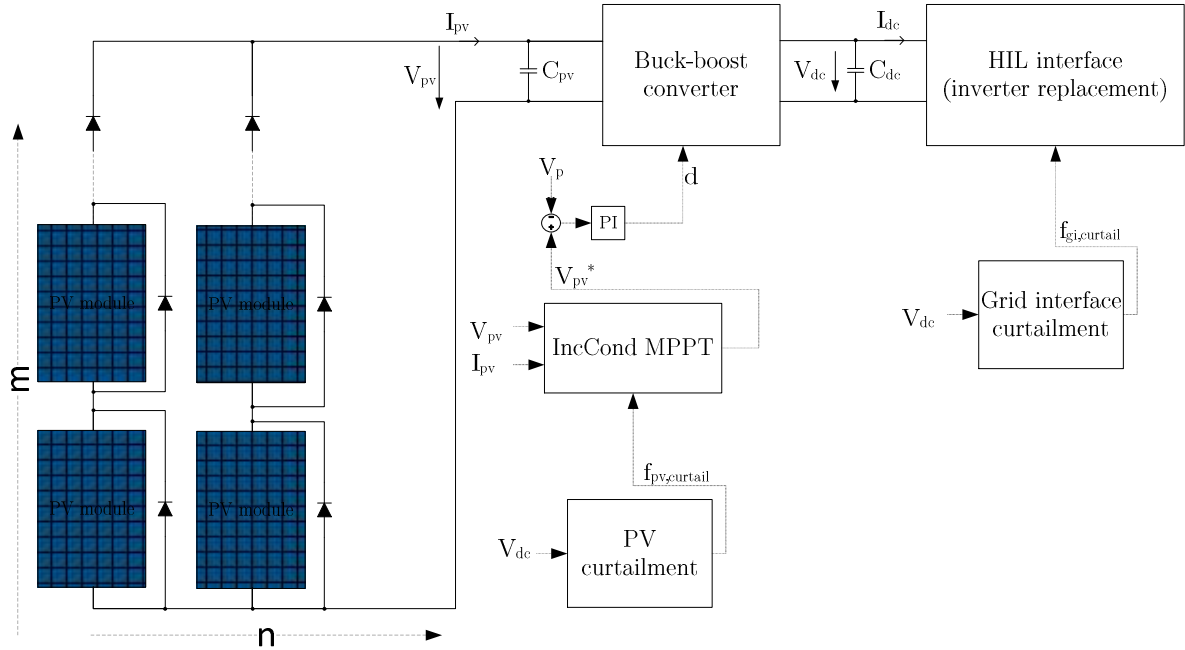 Ipv
Idc
Vpv
Cpv
Buck-boost
converter
Vdc
Cdc
HIL interface
(inverter replacement)
Vp
d
-
+
PI
fgi,curtail
Vpv*
PV module
PV module
Vpv
Ipv
IncCond MPPT
Vdc
Grid interface
curtailment
m
fpv,curtail
PV module
PV module
Vdc
PV
curtailment
n